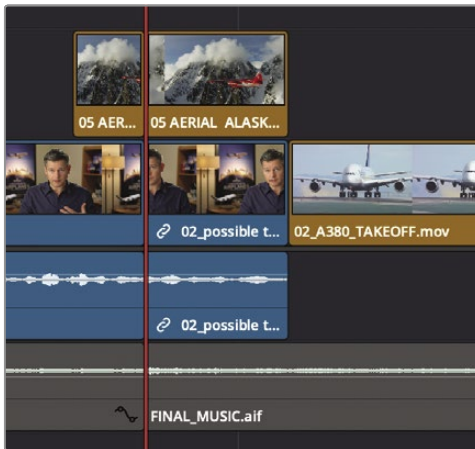 05 AER...
05 AERIAL ALASK...
02_possible t...
02_A380_TAKEOFF.mov
02_possible t...
FINAL_MUSIC.aif